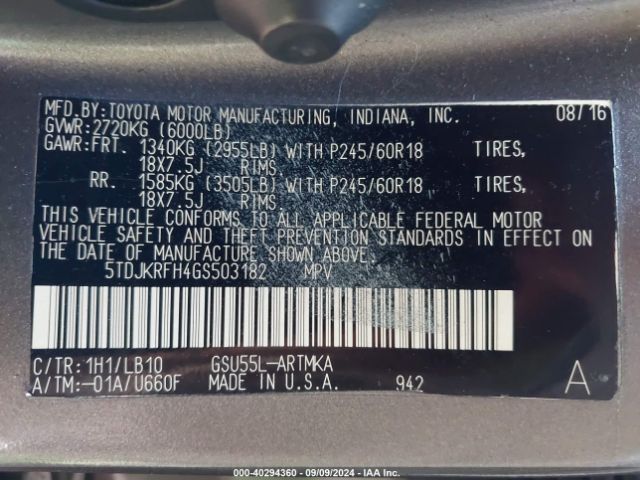 MFD.BY:TOYOTA MOTOR MANUFACTURING, INDIANA, INC. 08/16
GVWR:2720KG (6000LB)
GAWR:FRT. 1340KG (2955LB) WITH P245/60R18 TIRES,
18X7.5J RIMS.
RR. 1585KG (3505LB) WITH P245/60R18 TIRES,
18X7.5J RIMS.
THIS VEHICLE CONFORMS TO ALL APPLICABLE FEDERAL MOTOR
VEHICLE SAFETY AND THEFT PREVENTION STANDARDS IN EFFECT ON
THE DATE OF MANUFACTURE SHOWN ABOVE.
5TDJKRFH4GS503182 MPV
C/TR: 1H1/LB10 GSU55L-ARTMKA
A/TM:-01A/U660F MADE IN U.S.A. 942 A
000-40294360 - 09/09/2024 - IAA Inc.